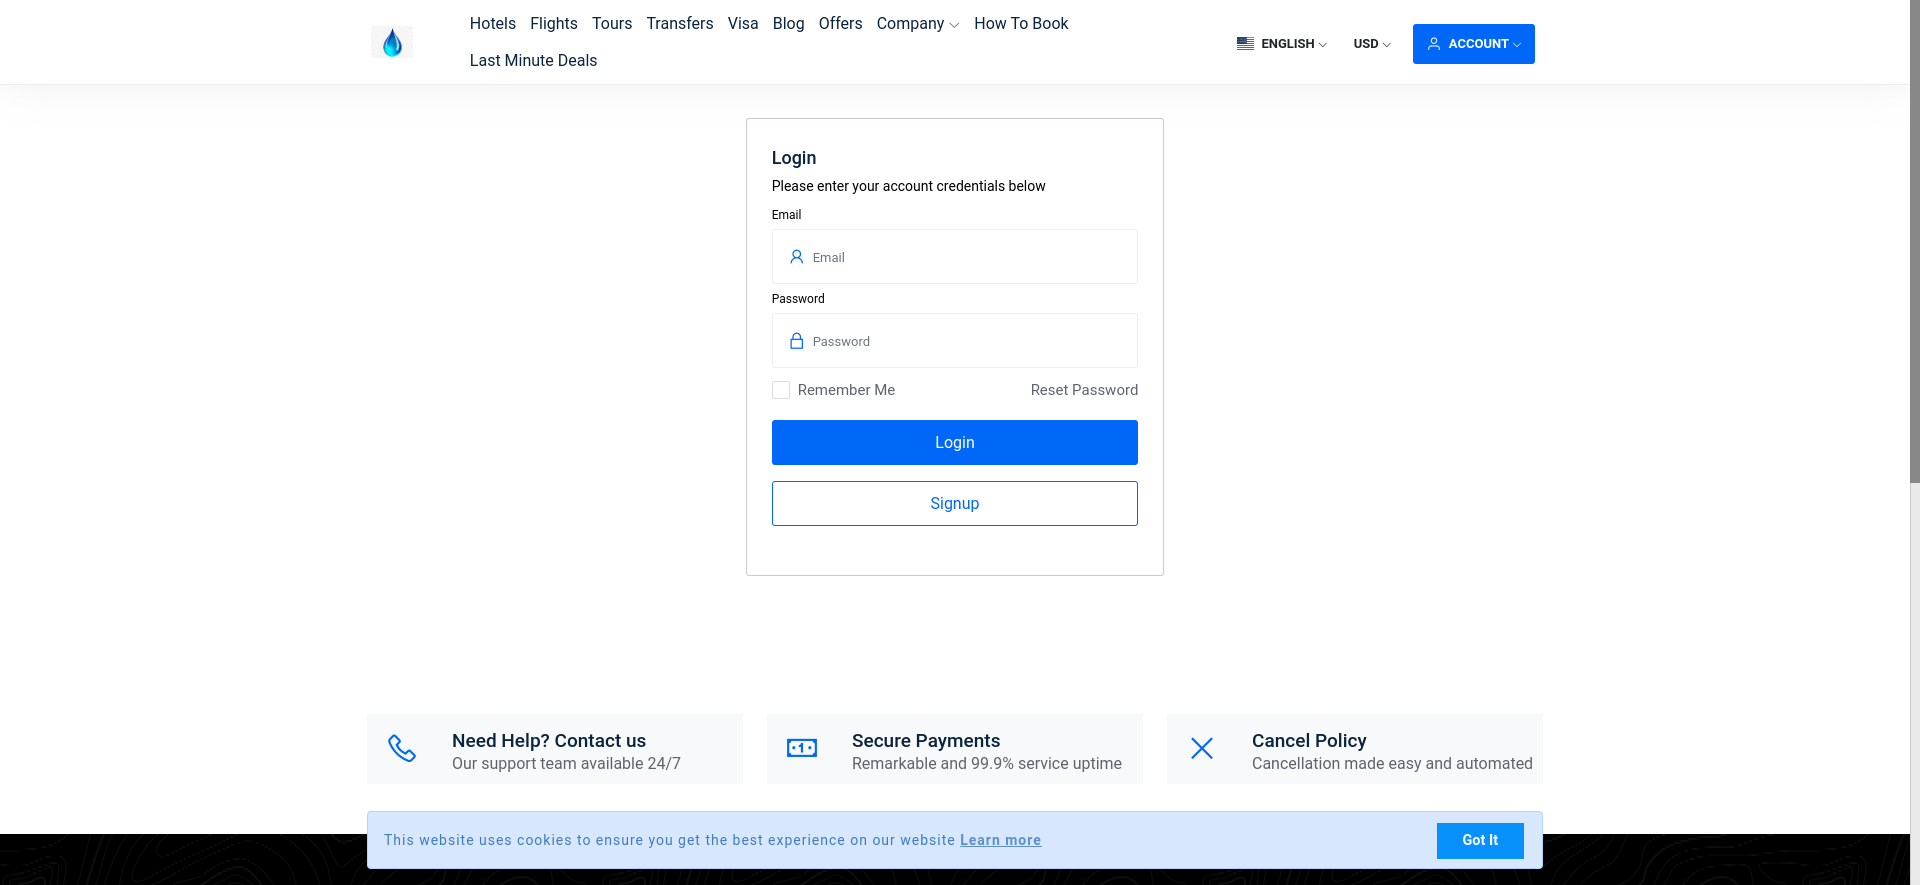 Hotels Flights Tours Transfers Visa Blog Offers Company How To Book
Last Minute Deals
ENGLISH USD ACCOUNT
Login
Please enter your account credentials below
Email
Email
Password
Password
Remember Me Reset Password
Login
Signup
Need Help? Contact us
Our support team available 24/7
Secure Payments
Remarkable and 99.9% service uptime
Cancel Policy
Cancellation made easy and automated
This website uses cookies to ensure you get the best experience on our website Learn more
Got It